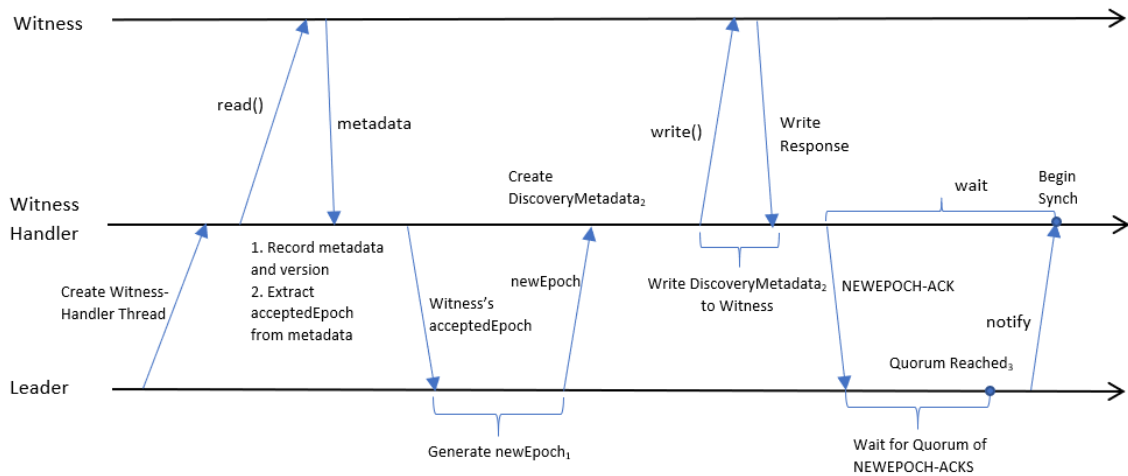 Witness
read()
metadata
write()
Write
Response
Create
DiscoveryMetadata₂
wait
Begin
Synch
Witness
Handler
1. Record metadata
and version
2. Extract
acceptedEpoch
from metadata
Create Witness-
Handler Thread
Witness's
acceptedEpoch
newEpoch
Write DiscoveryMetadata₂
to Witness
NEWEPOCH-ACK
notify
Quorum Reached₃
Leader
Generate newEpoch₁
Wait for Quorum of
NEWEPOCH-ACKS